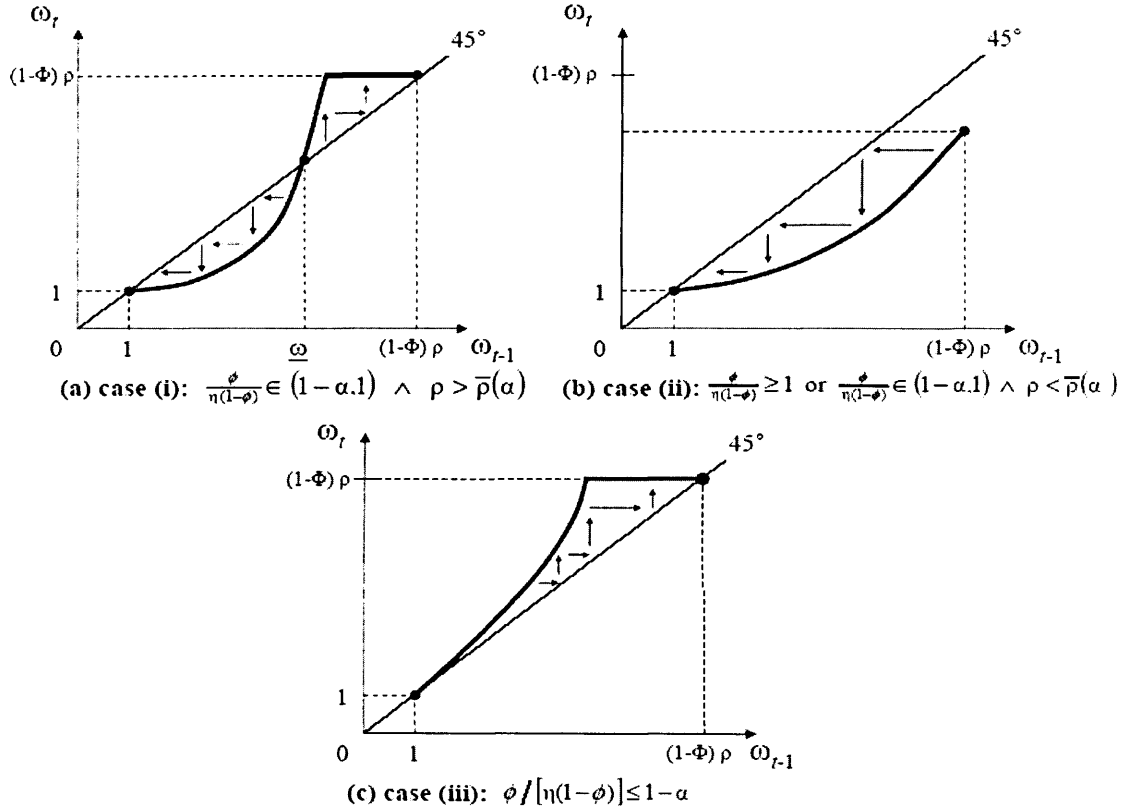 ω_t
45°
(1-Φ) ρ
1
0
1
ω
(1-Φ) ρ
ω_{t-1}
(a) case (i): ϕ/η(1−ϕ) ∈ (1−α.1) ∧ ρ > ρ̅(α)
ω_t
45°
(1-Φ) ρ
1
0
1
(1-Φ) ρ
ω_{t-1}
(b) case (ii): ϕ/η(1−ϕ) ≥ 1 or ϕ/η(1−ϕ) ∈ (1−α.1) ∧ ρ < ρ̅(α )
ω_t
45°
(1-Φ) ρ
1
0
1
(1-Φ) ρ
ω_{t-1}
(c) case (iii): ϕ/[η(1−ϕ)] ≤ 1−α